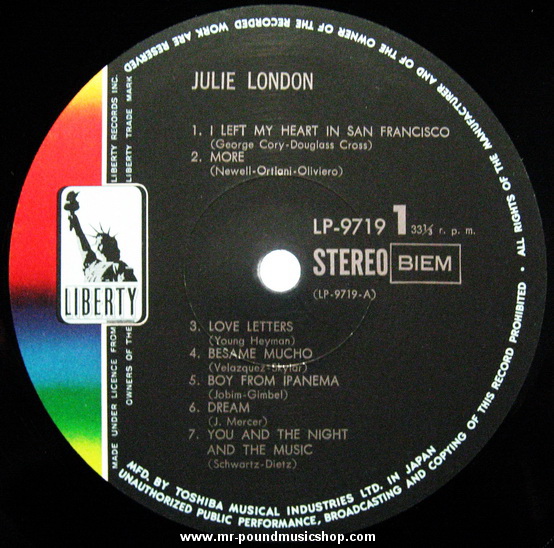 ALL RIGHTS OF THE MANUFACTURER AND OF THE OWNER OF THE RECORDED WORK ARE RESERVED
JULIE LONDON
1. I LEFT MY HEART IN SAN FRANCISCO
(George Cory-Douglass Cross)
2. MORE
(Newell-Ortlani-Oliviero)
LIBERTY RECORDS INC.
LIBERTY TRADE MARK
LIBERTY
MADE UNDER LICENCE FROM
OWNERS OF THE
LP-9719 1 33⅓ r. p. m.
STEREO BIEM
(LP-9719-A)
3. LOVE LETTERS
(Young Heyman)
4. BESAME MUCHO
(Velazquez-Skylar)
5. BOY FROM IPANEMA
(Jobim-Gimbel)
6. DREAM
(J. Mercer)
7. YOU AND THE NIGHT
AND THE MUSIC
(Schwartz-Dietz)
MFD. BY TOSHIBA MUSICAL INDUSTRIES LTD. IN JAPAN
UNAUTHORIZED PUBLIC PERFORMANCE, BROADCASTING AND COPYING OF THIS RECORD PROHIBITED •
www.mr-poundmusicshop.com